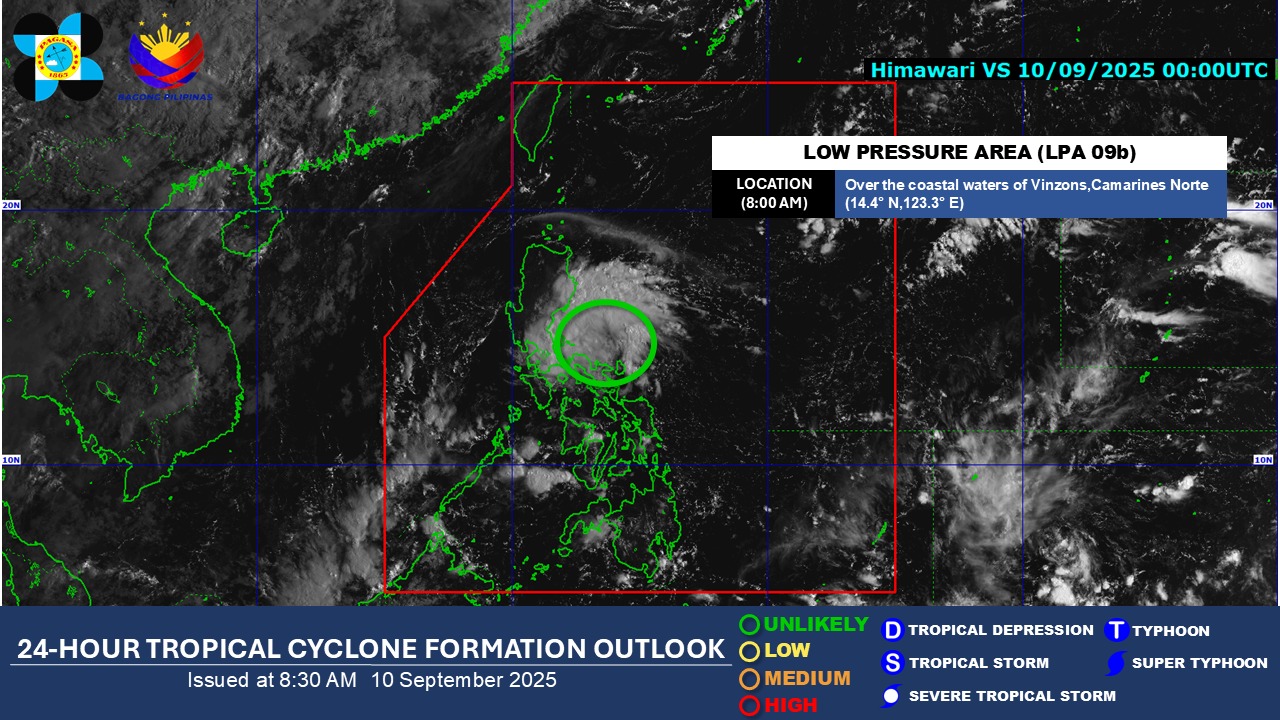 PAGASA
1865
BAGONG PILIPINAS
Himawari VS 10/09/2025 00:00UTC
LOW PRESSURE AREA (LPA 09b)
LOCATION
(8:00 AM)
Over the coastal waters of Vinzons,Camarines Norte
(14.4° N,123.3° E)
20N
20N
10N
10N
24-HOUR TROPICAL CYCLONE FORMATION OUTLOOK
Issued at 8:30 AM 10 September 2025
UNLIKELY
LOW
MEDIUM
HIGH
D TROPICAL DEPRESSION
S TROPICAL STORM
SEVERE TROPICAL STORM
T TYPHOON
SUPER TYPHOON